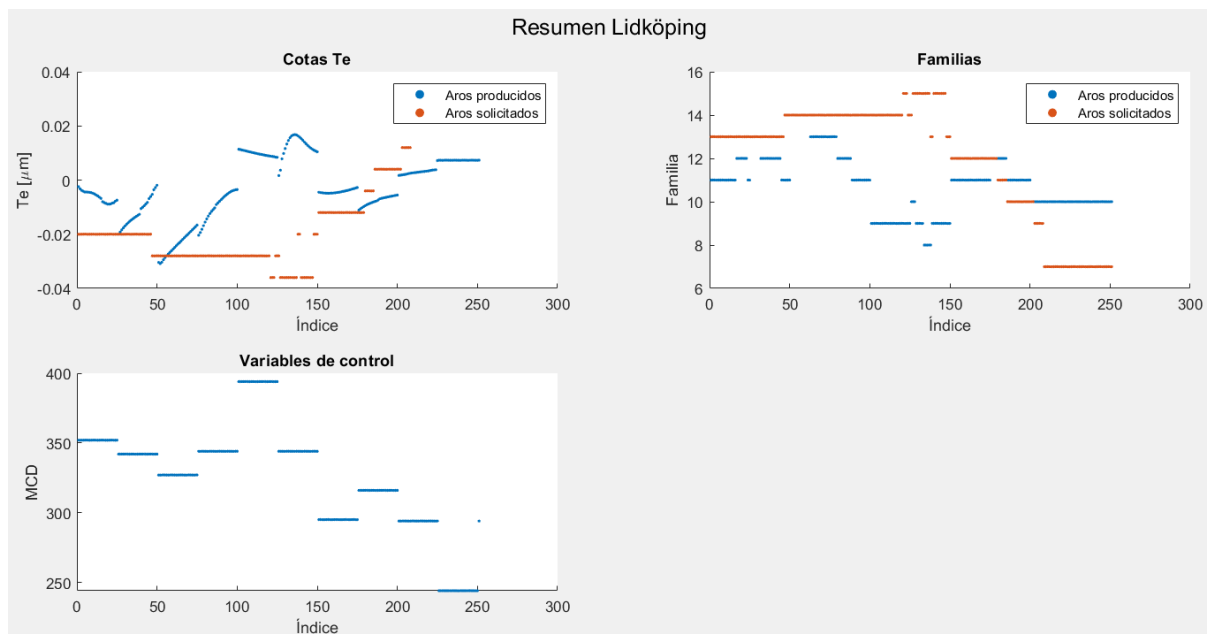 Resumen Lidköping
Cotas Te
0.04
0.02
0
-0.02
-0.04
Te [μm]
0 50 100 150 200 250 300
Índice
Aros producidos
Aros solicitados
Familias
16
14
12
10
8
6
Familia
0 50 100 150 200 250 300
Índice
Aros producidos
Aros solicitados
Variables de control
400
350
300
250
MCD
0 50 100 150 200 250 300
Índice